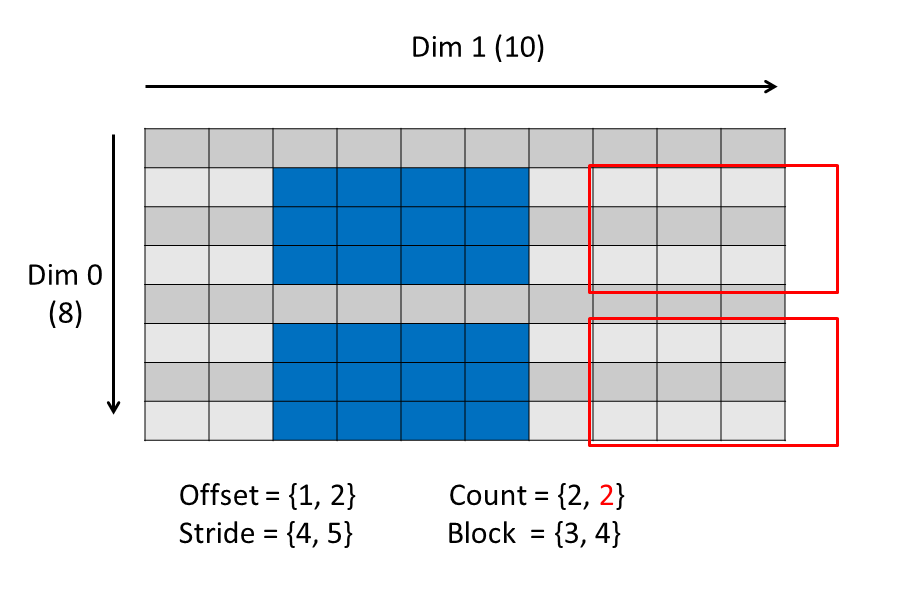 Dim 1 (10)
Dim 0
(8)
Offset = {1, 2}
Count = {2, 2}
Stride = {4, 5}
Block = {3, 4}